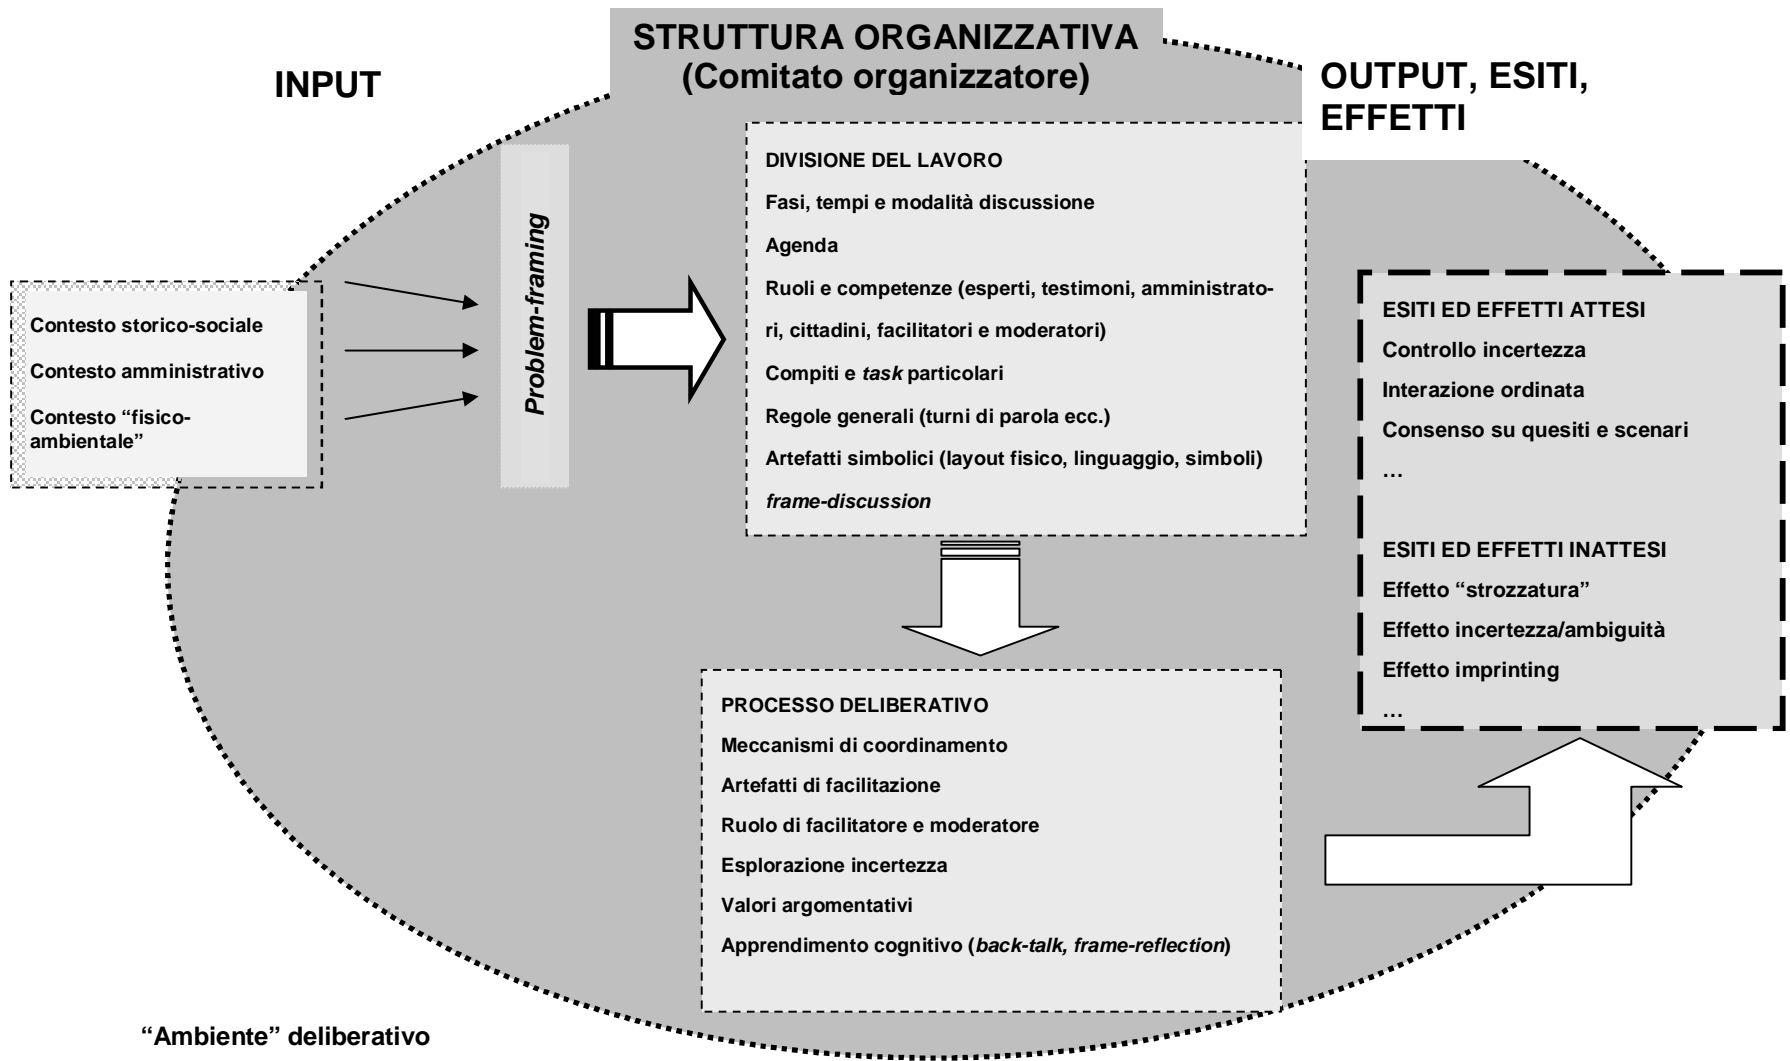 INPUT
STRUTTURA ORGANIZZATIVA
(Comitato organizzatore)
OUTPUT, ESITI,
EFFETTI
Contesto storico-sociale
Contesto amministrativo
Contesto “fisico-
ambientale”
Problem-framing
DIVISIONE DEL LAVORO
Fasi, tempi e modalità discussione
Agenda
Ruoli e competenze (esperti, testimoni, amministrato-
ri, cittadini, facilitatori e moderatori)
Compiti e task particolari
Regole generali (turni di parola ecc.)
Artefatti simbolici (layout fisico, linguaggio, simboli)
frame-discussion
PROCESSO DELIBERATIVO
Meccanismi di coordinamento
Artefatti di facilitazione
Ruolo di facilitatore e moderatore
Esplorazione incertezza
Valori argomentativi
Apprendimento cognitivo (back-talk, frame-reflection)
ESITI ED EFFETTI ATTESI
Controllo incertezza
Interazione ordinata
Consenso su quesiti e scenari
…
ESITI ED EFFETTI INATTESI
Effetto “strozzatura”
Effetto incertezza/ambiguità
Effetto imprinting
…
“Ambiente” deliberativo